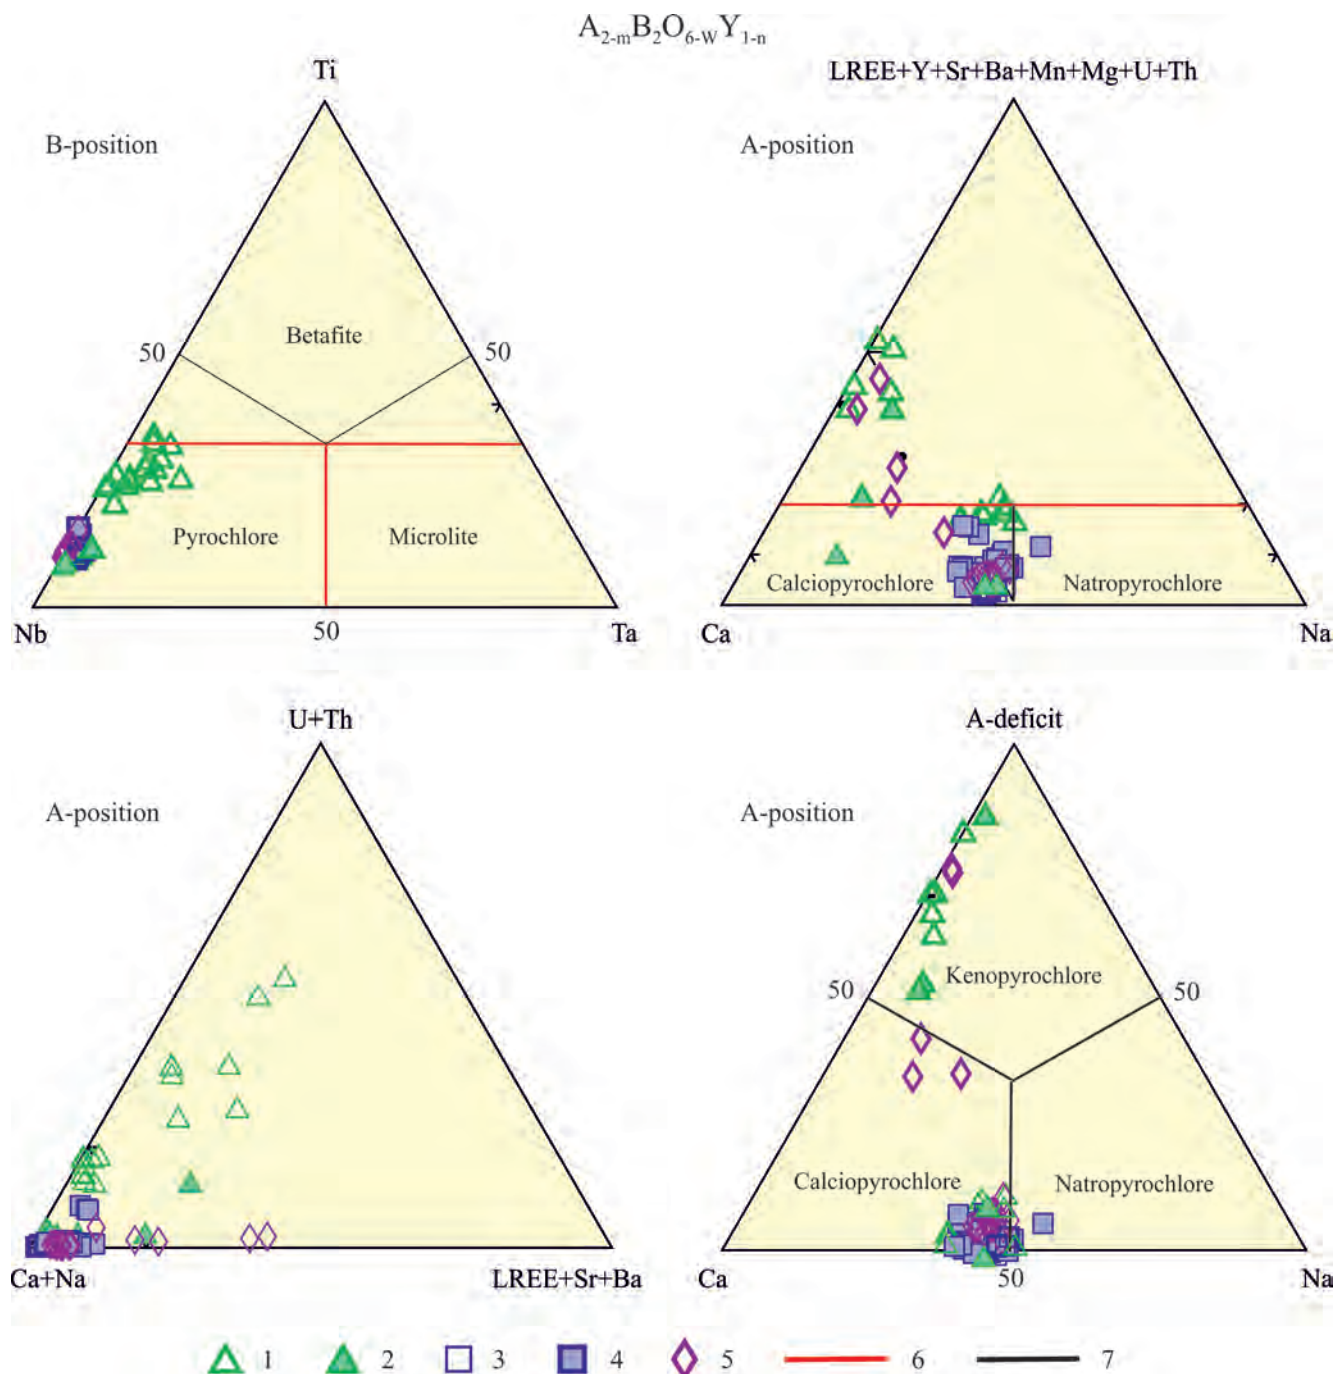 A2-mB2O6-WY1-n
Ti
B-position
50
50
Betafite
Pyrochlore
Microlite
Nb
50
Ta
LREE+Y+Sr+Ba+Mn+Mg+U+Th
A-position
Calciopyrochlore
Natropyrochlore
Ca
Na
U+Th
A-position
Ca+Na
LREE+Sr+Ba
A-deficit
A-position
Kenopyrochlore
50
50
Calciopyrochlore
Natropyrochlore
Ca
50
Na
1 2 3 4 5 6 7